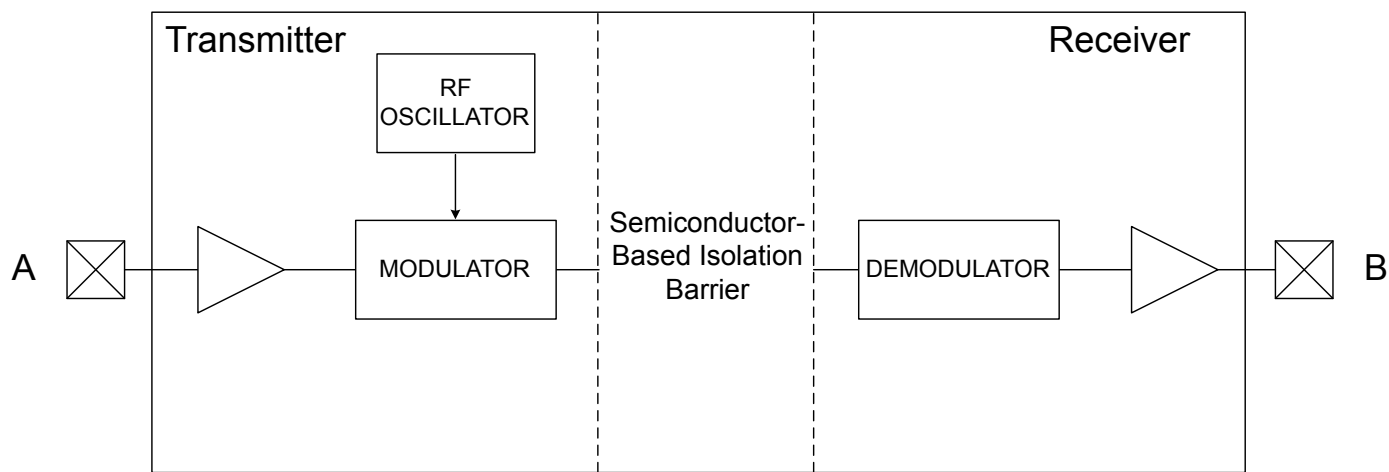 Transmitter
Receiver
RF
OSCILLATOR
A
MODULATOR
Semiconductor-
Based Isolation
Barrier
DEMODULATOR
B